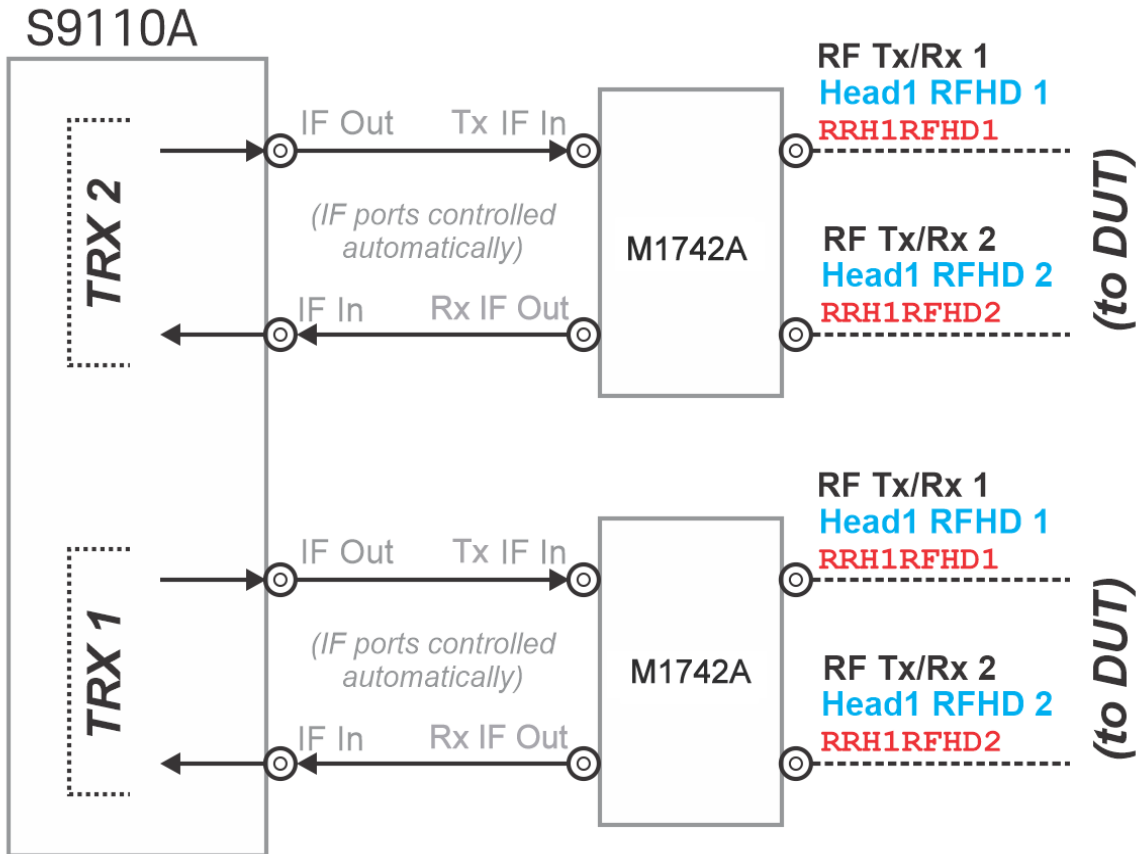 S9110A
TRX 2
IF Out
Tx IF In
(IF ports controlled
automatically)
IF In
Rx IF Out
M1742A
RF Tx/Rx 1
Head1 RFHD 1
RRH1RFHD1
RF Tx/Rx 2
Head1 RFHD 2
RRH1RFHD2
(to DUT)
TRX 1
IF Out
Tx IF In
(IF ports controlled
automatically)
IF In
Rx IF Out
M1742A
RF Tx/Rx 1
Head1 RFHD 1
RRH1RFHD1
RF Tx/Rx 2
Head1 RFHD 2
RRH1RFHD2
(to DUT)